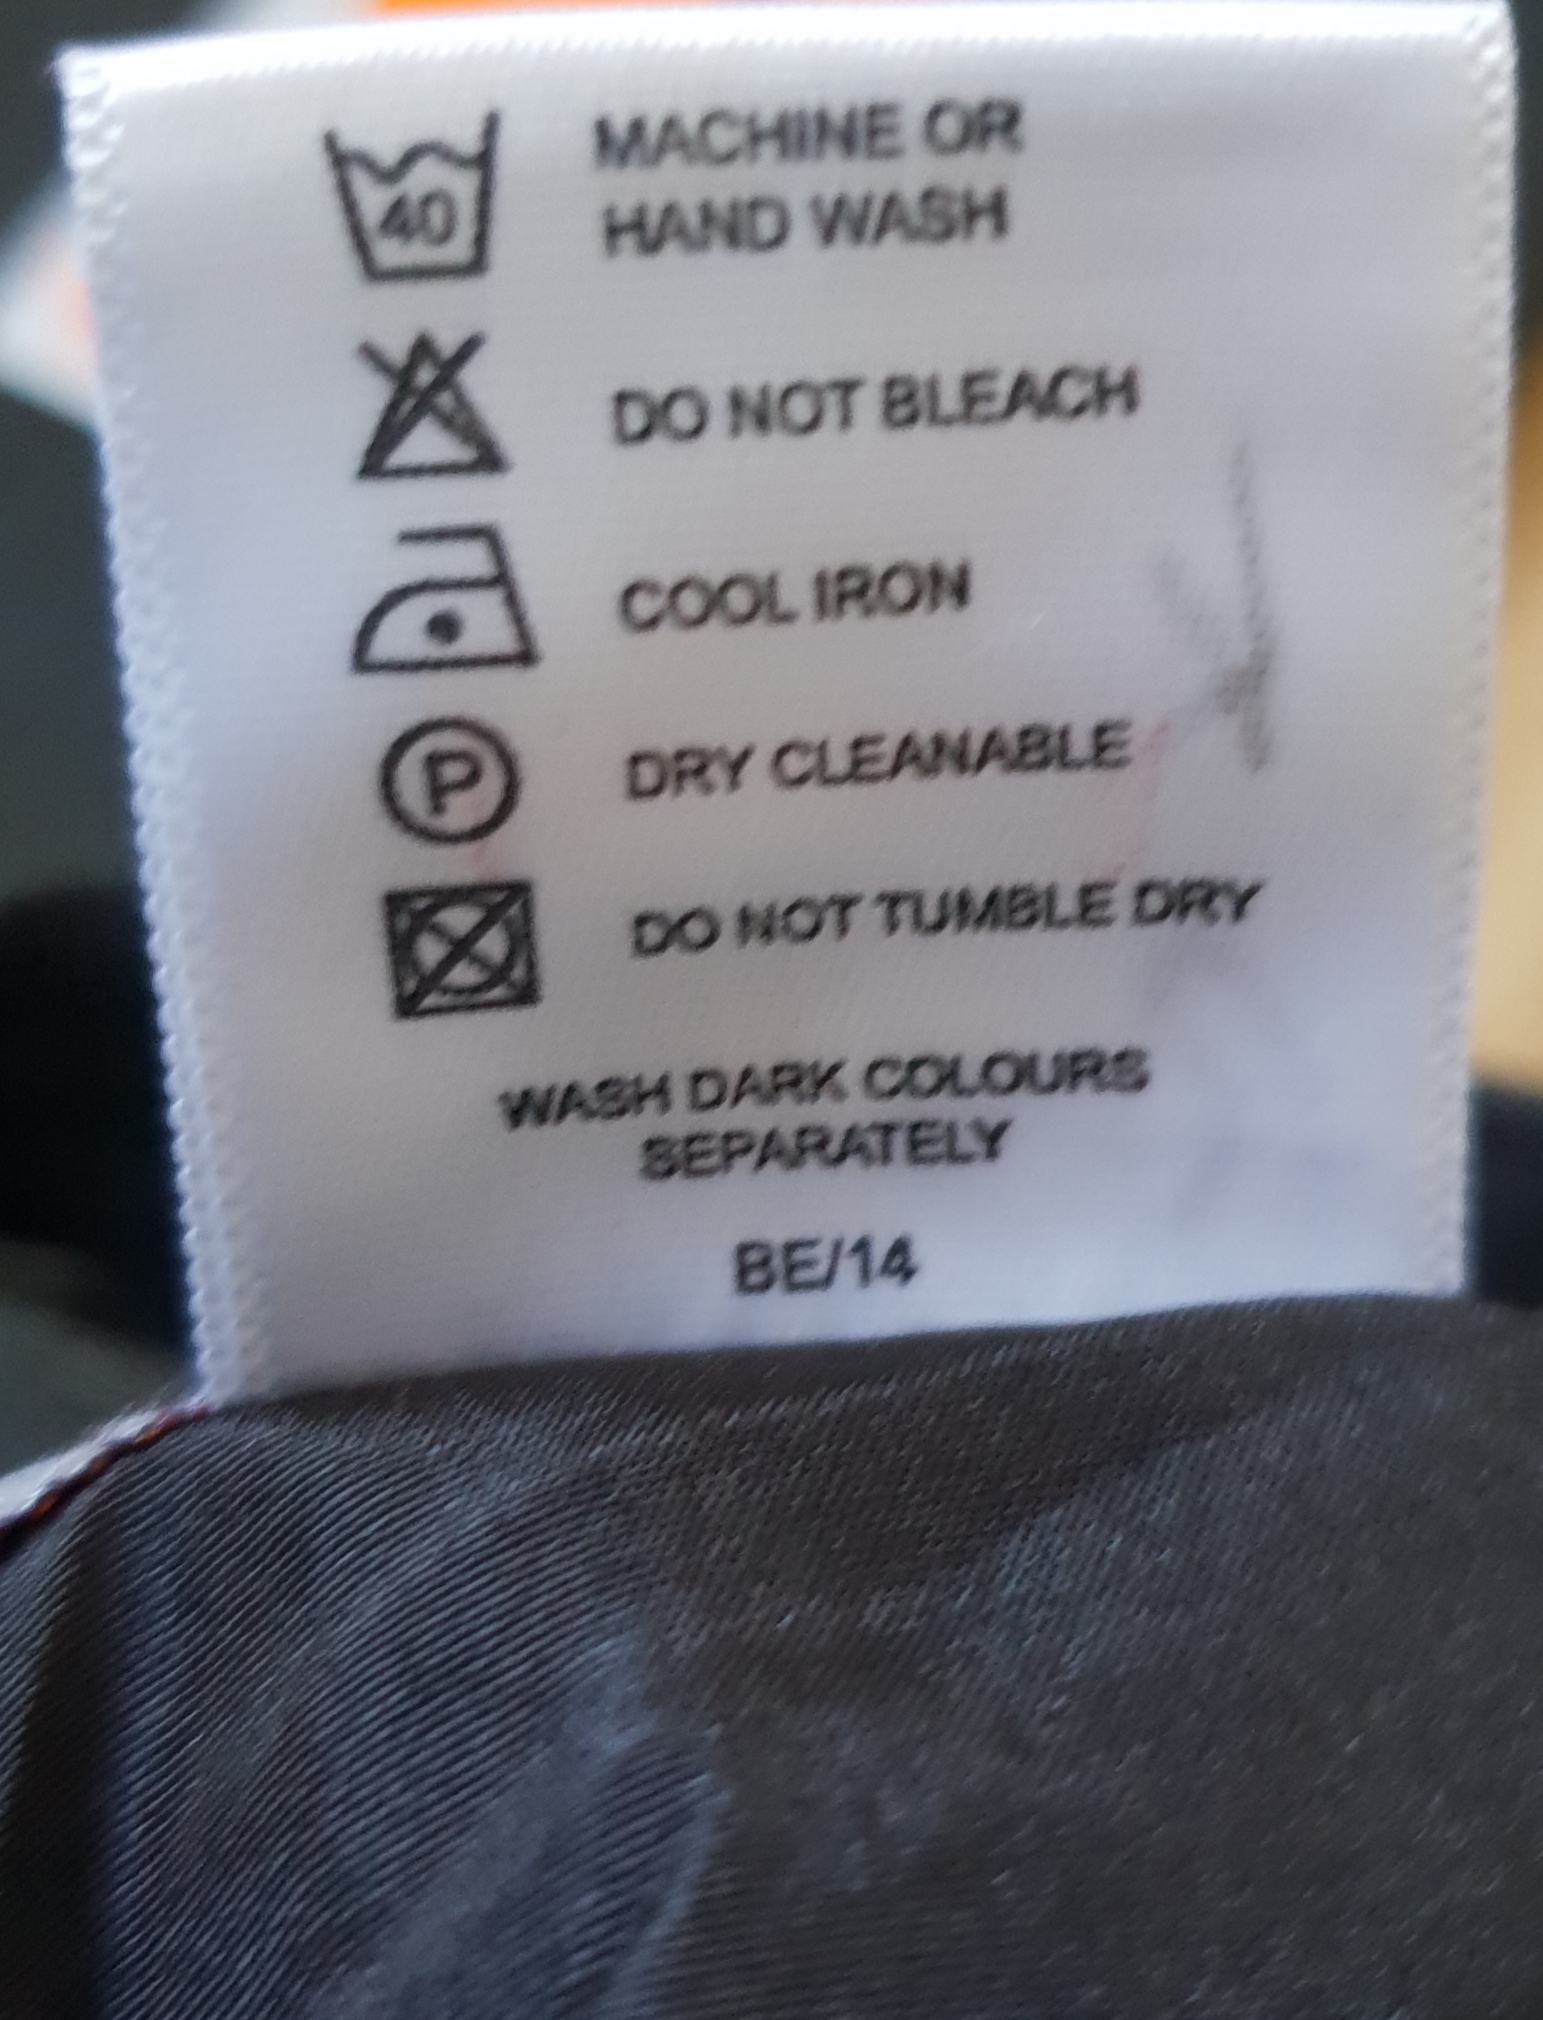 40 MACHINE OR
HAND WASH
DO NOT BLEACH
COOL IRON
P DRY CLEANABLE
DO NOT TUMBLE DRY
WASH DARK COLOURS
SEPARATELY
BE/14